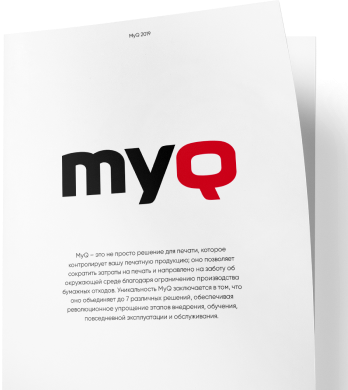 MyQ 2019
myQ
MyQ – это не просто решение для печати, которое
контролирует вашу печатную продукцию; оно позволяет
сократить затраты на печать и направлено на заботу об
окружающей среде благодаря ограничению производства
бумажных отходов. Уникальность MyQ заключается в том, что
оно объединяет до 7 различных решений, обеспечивая
революционное упрощение этапов внедрения, обучения,
повседневной эксплуатации и обслуживания.